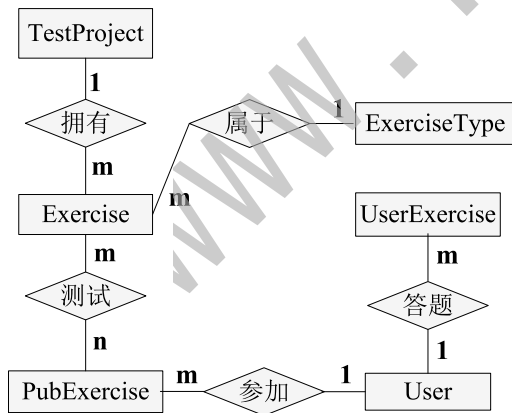 TestProject
1
拥有
m
Exercise
m
属于
1
ExerciseType
m
测试
n
PubExercise
m
参加
1
User
1
答题
m
UserExercise
WWW.